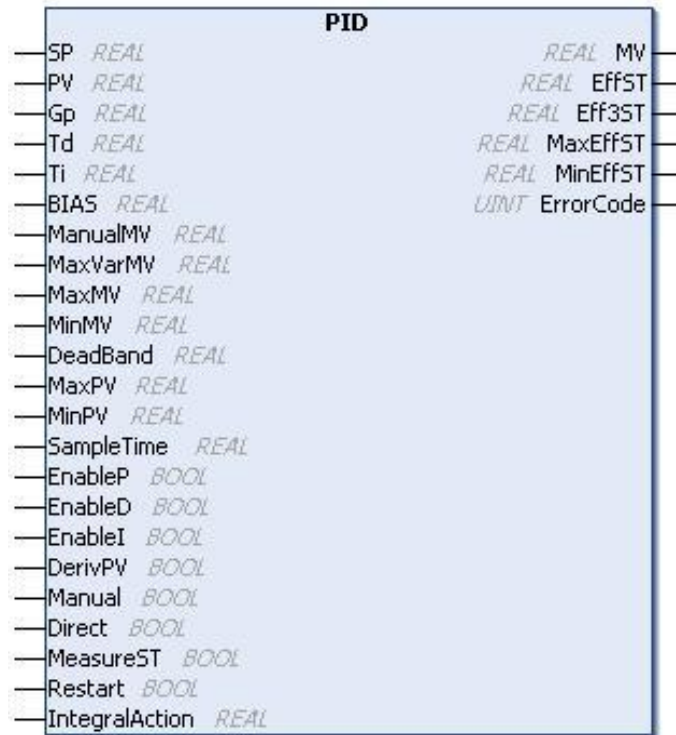 PID
SP REAL REAL MV
PV REAL REAL EffST
Gp REAL REAL Eff3ST
Td REAL REAL MaxEffST
Ti REAL REAL MinEffST
BIAS REAL UINT ErrorCode
ManualMV REAL
MaxVarMV REAL
MaxMV REAL
MinMV REAL
DeadBand REAL
MaxPV REAL
MinPV REAL
SampleTime REAL
EnableP BOOL
EnableD BOOL
EnableI BOOL
DerivPV BOOL
Manual BOOL
Direct BOOL
MeasureST BOOL
Restart BOOL
IntegralAction REAL